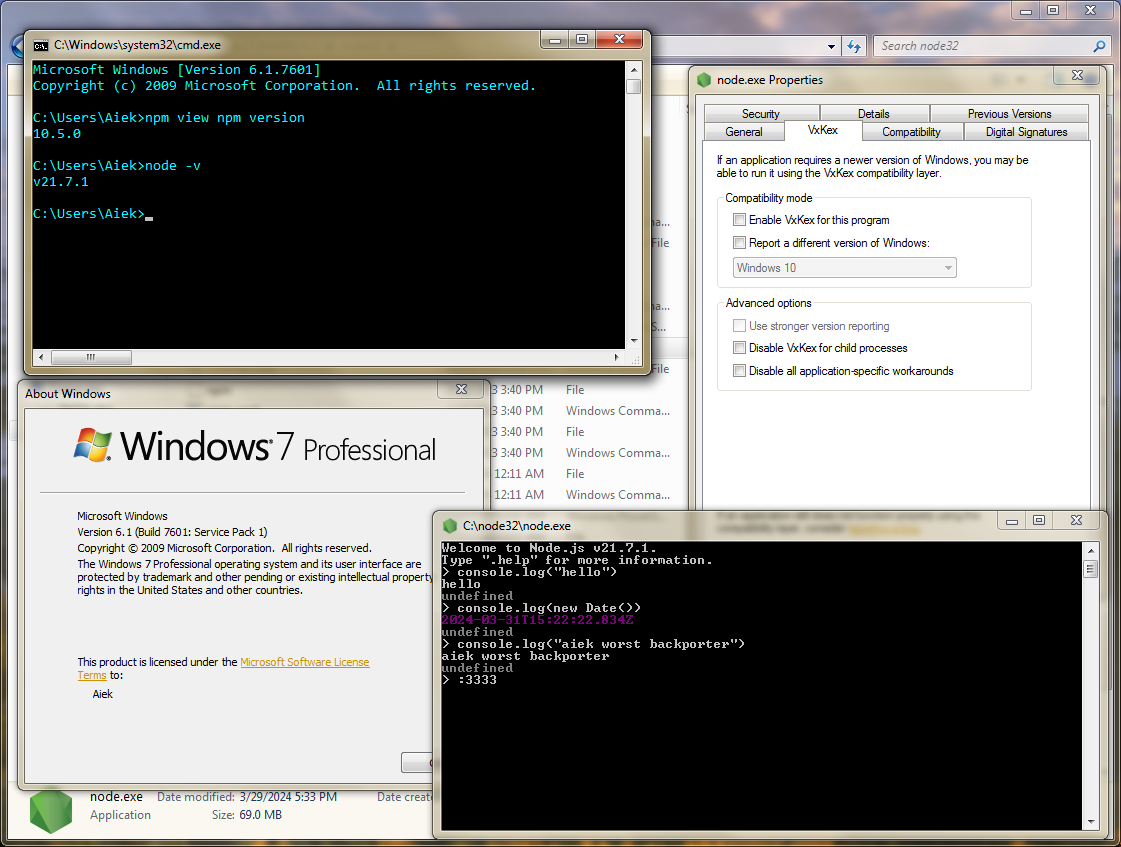 C:\Windows\system32\cmd.exe
Microsoft Windows [Version 6.1.7601]
Copyright (c) 2009 Microsoft Corporation.  All rights reserved.
C:\Users\Aiek>npm view npm version
10.5.0
C:\Users\Aiek>node -v
v21.7.1
C:\Users\Aiek>
Search node32
node.exe Properties
Security Details Previous Versions
General VxKex Compatibility Digital Signatures
If an application requires a newer version of Windows, you may be
able to run it using the VxKex compatibility layer.
Compatibility mode
Enable VxKex for this program
Report a different version of Windows:
Windows 10
Advanced options
Use stronger version reporting
Disable VxKex for child processes
Disable all application-specific workarounds
ma...
File
ma...
S...
File
3 3:40 PM File
3 3:40 PM Windows Comma...
3 3:40 PM File
3 3:40 PM Windows Comma...
12:11 AM File
12:11 AM Windows Comma...
About Windows
Windows 7 Professional
Microsoft Windows
Version 6.1 (Build 7601: Service Pack 1)
Copyright © 2009 Microsoft Corporation.  All rights reserved.
The Windows 7 Professional operating system and its user interface are
protected by trademark and other pending or existing intellectual property
rights in the United States and other countries.
This product is licensed under the Microsoft Software License
Terms to:
Aiek
C:\node32\node.exe
Welcome to Node.js v21.7.1.
Type ".help" for more information.
> console.log("hello")
hello
undefined
> console.log(new Date())
2024-03-31T15:22:22.834Z
undefined
> console.log("aiek worst backporter")
aiek worst backporter
undefined
> :3333
node.exe Date modified: 3/29/2024 5:33 PM Date create
Application Size: 69.0 MB